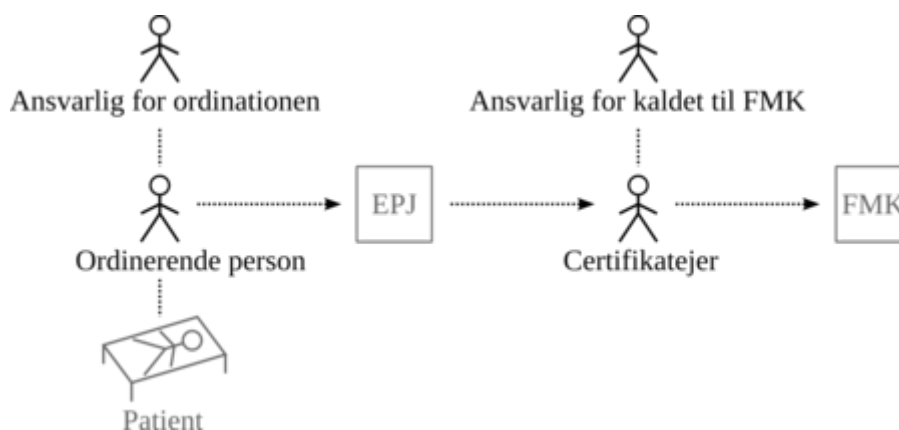 Ansvarlig for ordinationen
Ansvarlig for kaldet til FMK
EPJ
FMK
Ordinerende person
Certifikatejer
Patient